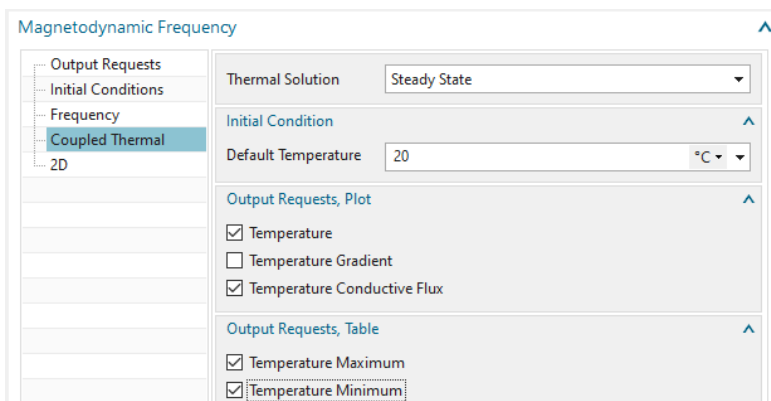 Magnetodynamic Frequency
Output Requests
Initial Conditions
Frequency
Coupled Thermal
2D
Thermal Solution Steady State
Initial Condition
Default Temperature 20 °C
Output Requests, Plot
Temperature
Temperature Gradient
Temperature Conductive Flux
Output Requests, Table
Temperature Maximum
Temperature Minimum